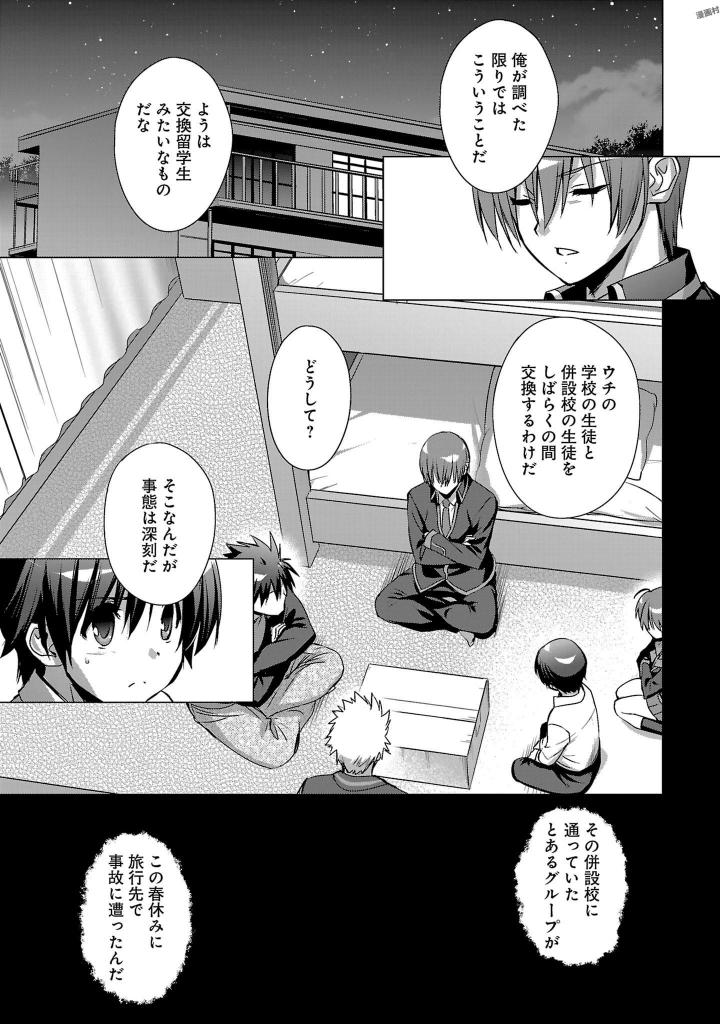 漫画村
俺が調べた
限りでは
こういうことだ
ようは
交換留学生
みたいなもの
だな
ウチの
学校の生徒と
併設校の生徒を
しばらくの間
交換するわけだ
どうして？
そこなんだが
事態は深刻だ
その併設校に
通っていた
とあるグループが
この春休みに
旅行先で
事故に遭ったんだ